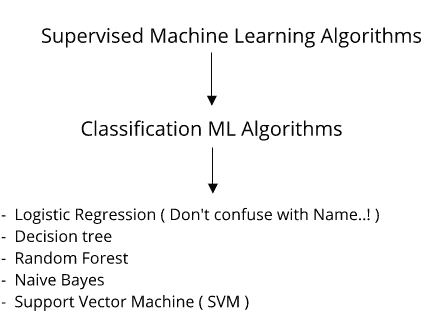 Supervised Machine Learning Algorithms
Classification ML Algorithms
- Logistic Regression ( Don't confuse with Name..! )
- Decision tree
- Random Forest
- Naive Bayes
- Support Vector Machine ( SVM )